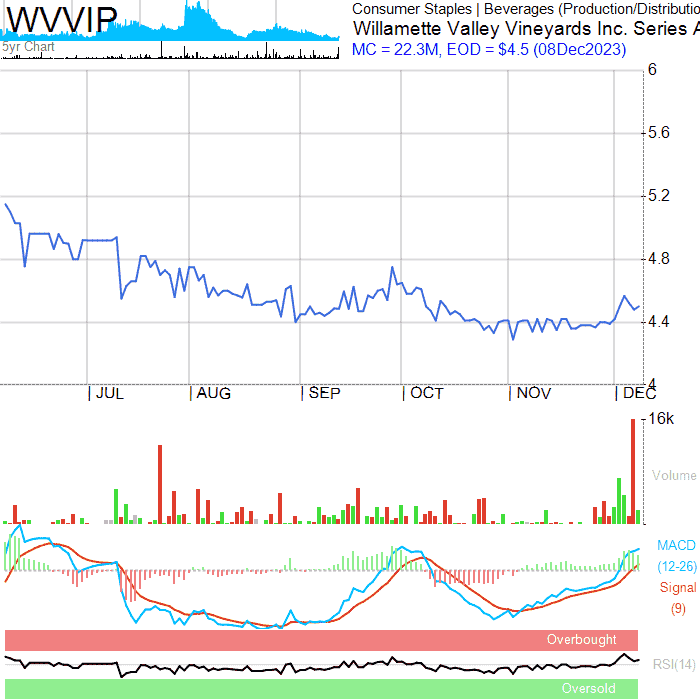 WVVIP
5yr Chart
Consumer Staples | Beverages (Production/Distributio
Willamette Valley Vineyards Inc. Series A
MC = 22.3M, EOD = $4.5 (08Dec2023)
6
5.6
5.2
4.8
4.4
4
JUL AUG SEP OCT NOV DEC
16k
Volume
MACD
(12-26)
Signal
(9)
Overbought
RSI(14)
Oversold